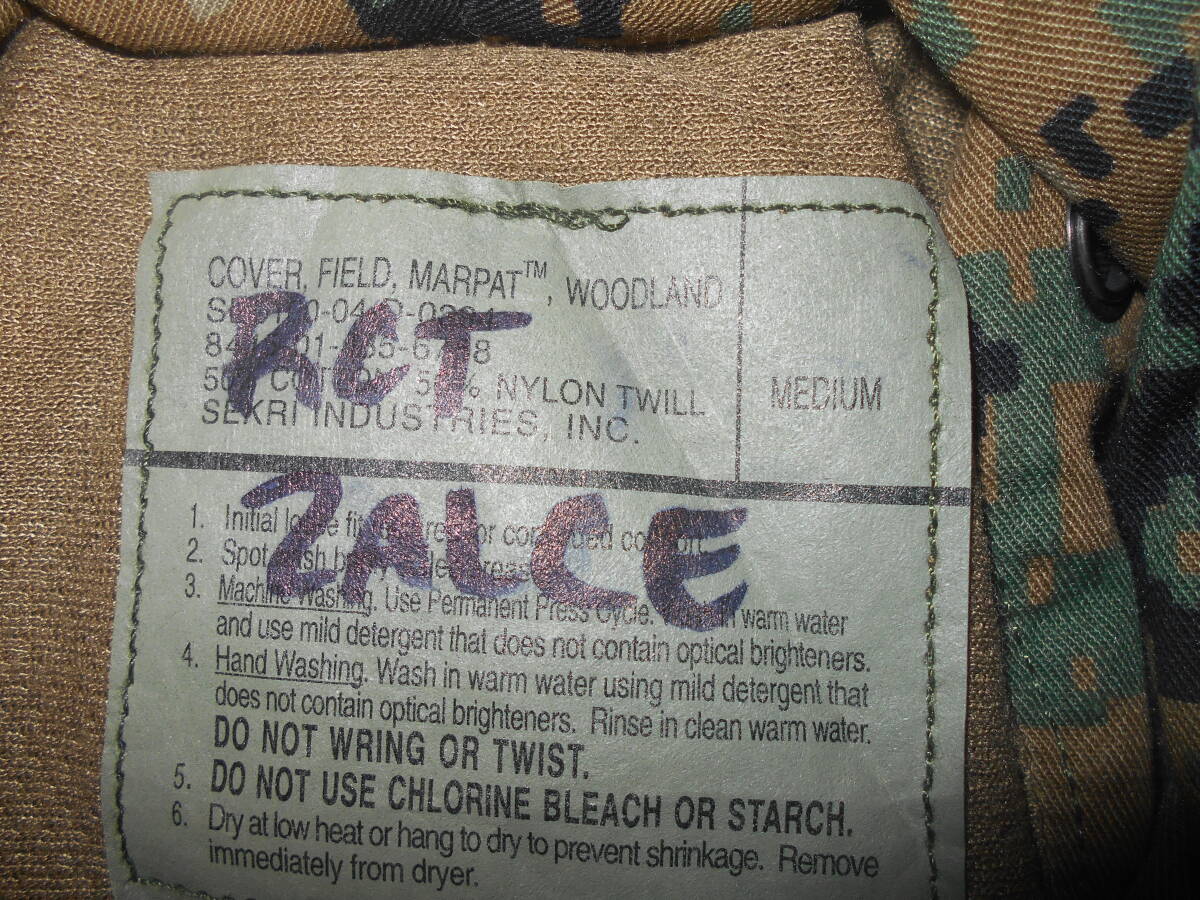 COVER, FIELD, MARPAT™, WOODLAND
RCT
NYLON TWILL
SEKRI INDUSTRIES, INC.
MEDIUM
ZALCE
1. Initial
2. Spot
3. Machine Washing. Use Permanent Press Cycle. warm water
and use mild detergent that does not contain optical brighteners.
4. Hand Washing. Wash in warm water using mild detergent that
does not contain optical brighteners. Rinse in clean warm water.
DO NOT WRING OR TWIST.
5. DO NOT USE CHLORINE BLEACH OR STARCH.
6. Dry at low heat or hang to dry to prevent shrinkage. Remove
immediately from dryer.